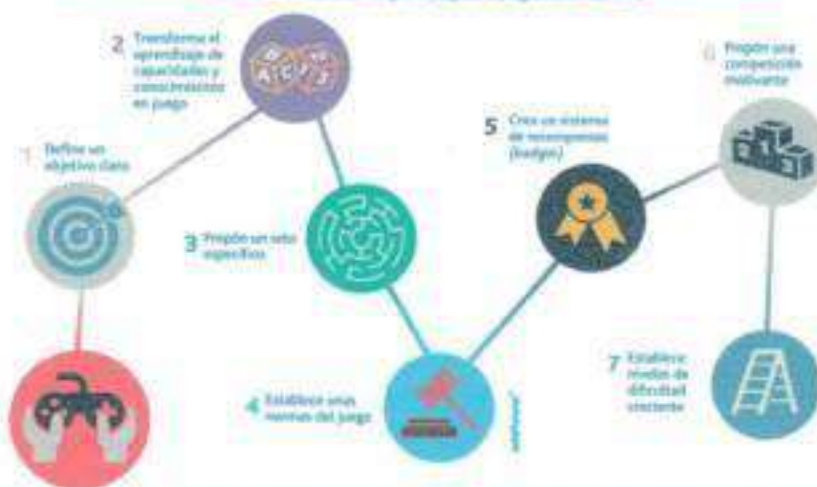 1 Define un
objetivo claro
2 Transforma el
aprendizaje de
capacidades y
conocimientos
en juego
3 Propón un reto
específico
4 Establece unas
normas del juego
5 Crea un sistema
de recompensas
(badges)
6 Propón una
competición
motivante
7 Establece
niveles de
dificultad
creciente